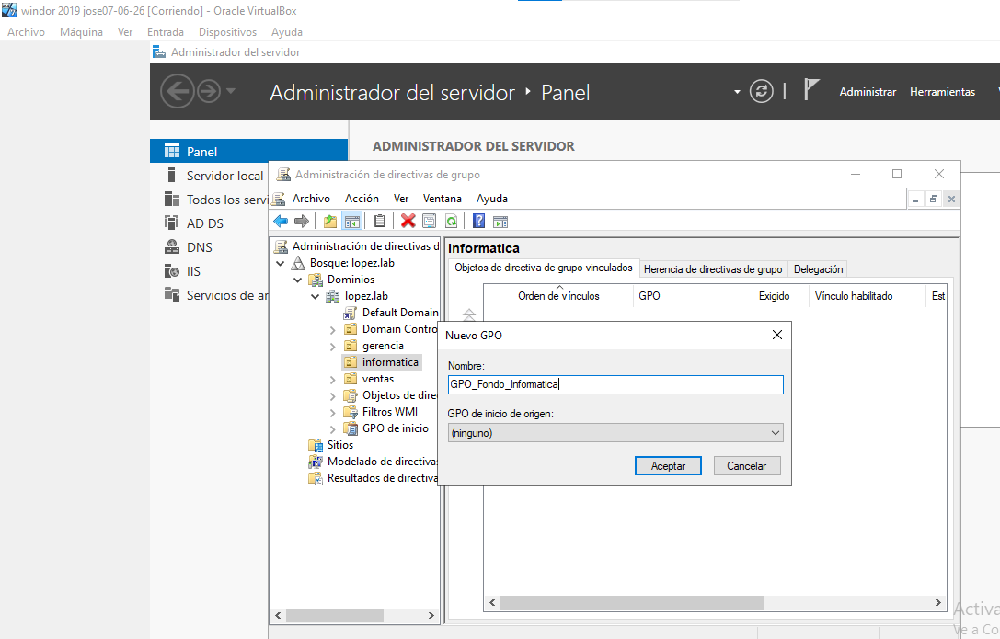 windor 2019 jose07-06-26 [Corriendo] - Oracle VirtualBox
Archivo Máquina Ver Entrada Dispositivos Ayuda
Administrador del servidor
Administrador del servidor ‣ Panel
Administrar Herramientas
Panel
ADMINISTRADOR DEL SERVIDOR
Servidor local
Todos los servi
AD DS
DNS
IIS
Servicios de ar
Administración de directivas de grupo
Archivo Acción Ver Ventana Ayuda
Administración de directivas d
Bosque: lopez.lab
Dominios
lopez.lab
Default Domain
Domain Contro
gerencia
informatica
ventas
Objetos de dire
Filtros WMI
GPO de inicio
Sitios
Modelado de directiva
Resultados de directiva
informatica
Objetos de directiva de grupo vinculados Herencia de directivas de grupo Delegación
Orden de vínculos GPO Exigido Vínculo habilitado Est
Nuevo GPO
Nombre:
GPO_Fondo_Informatica
GPO de inicio de origen:
(ninguno)
Aceptar Cancelar
Activa
Ve a Co